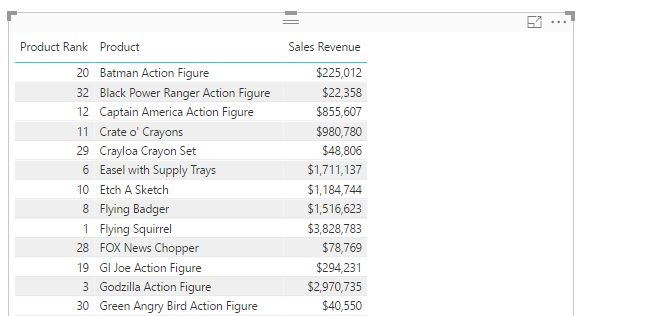 Product Rank Product Sales Revenue
20 Batman Action Figure $225,012
32 Black Power Ranger Action Figure $22,358
12 Captain America Action Figure $855,607
11 Crate o' Crayons $980,780
29 Crayloa Crayon Set $48,806
6 Easel with Supply Trays $1,711,137
10 Etch A Sketch $1,184,744
8 Flying Badger $1,516,623
1 Flying Squirrel $3,828,783
28 FOX News Chopper $78,769
19 GI Joe Action Figure $294,231
3 Godzilla Action Figure $2,970,735
30 Green Angry Bird Action Figure $40,550